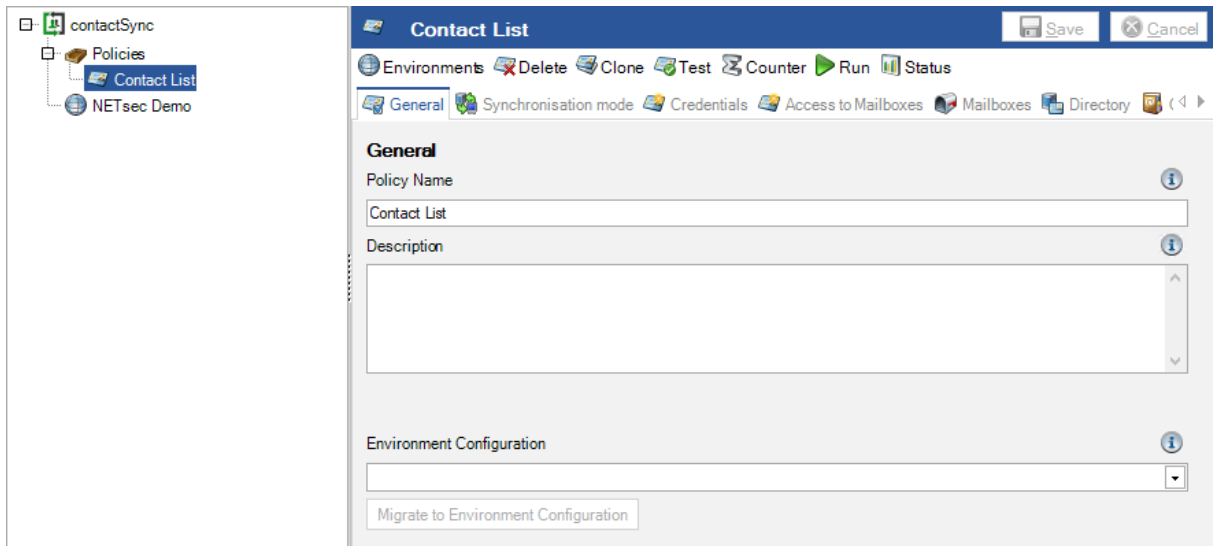 contactSync
Policies
Contact List
NETsec Demo
Contact List
Save
Cancel
Environments Delete Clone Test Counter Run Status
General Synchronisation mode Credentials Access to Mailboxes Mailboxes Directory
General
Policy Name
Contact List
Description
Environment Configuration
Migrate to Environment Configuration